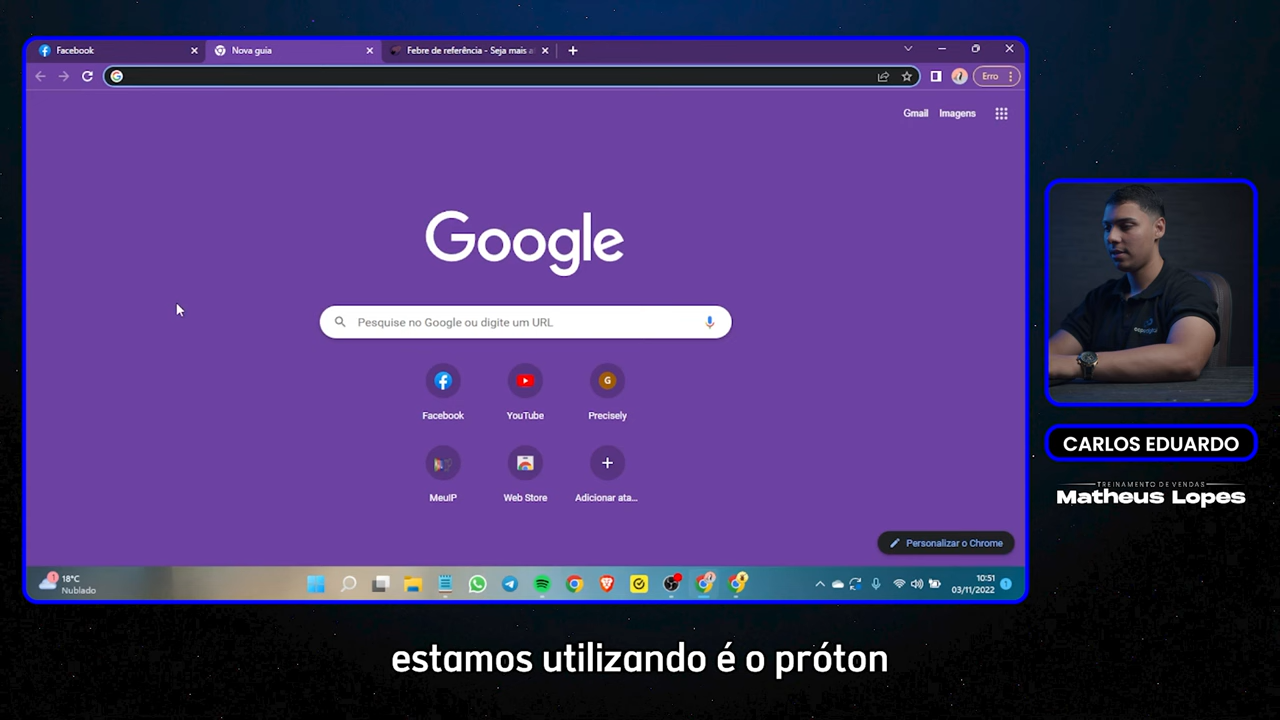 Facebook
Nova guia
Febre de referência - Seja mais a
Erro
Gmail
Imagens
Google
Pesquise no Google ou digite um URL
G
Facebook
YouTube
Precisely
MeuIP
Web Store
Adicionar ata...
Personalizar o Chrome
1
18°C
Nublado
10:51
03/11/2022
1
CARLOS EDUARDO
TREINAMENTO DE VENDAS
Matheus Lopes
estamos utilizando é o próton